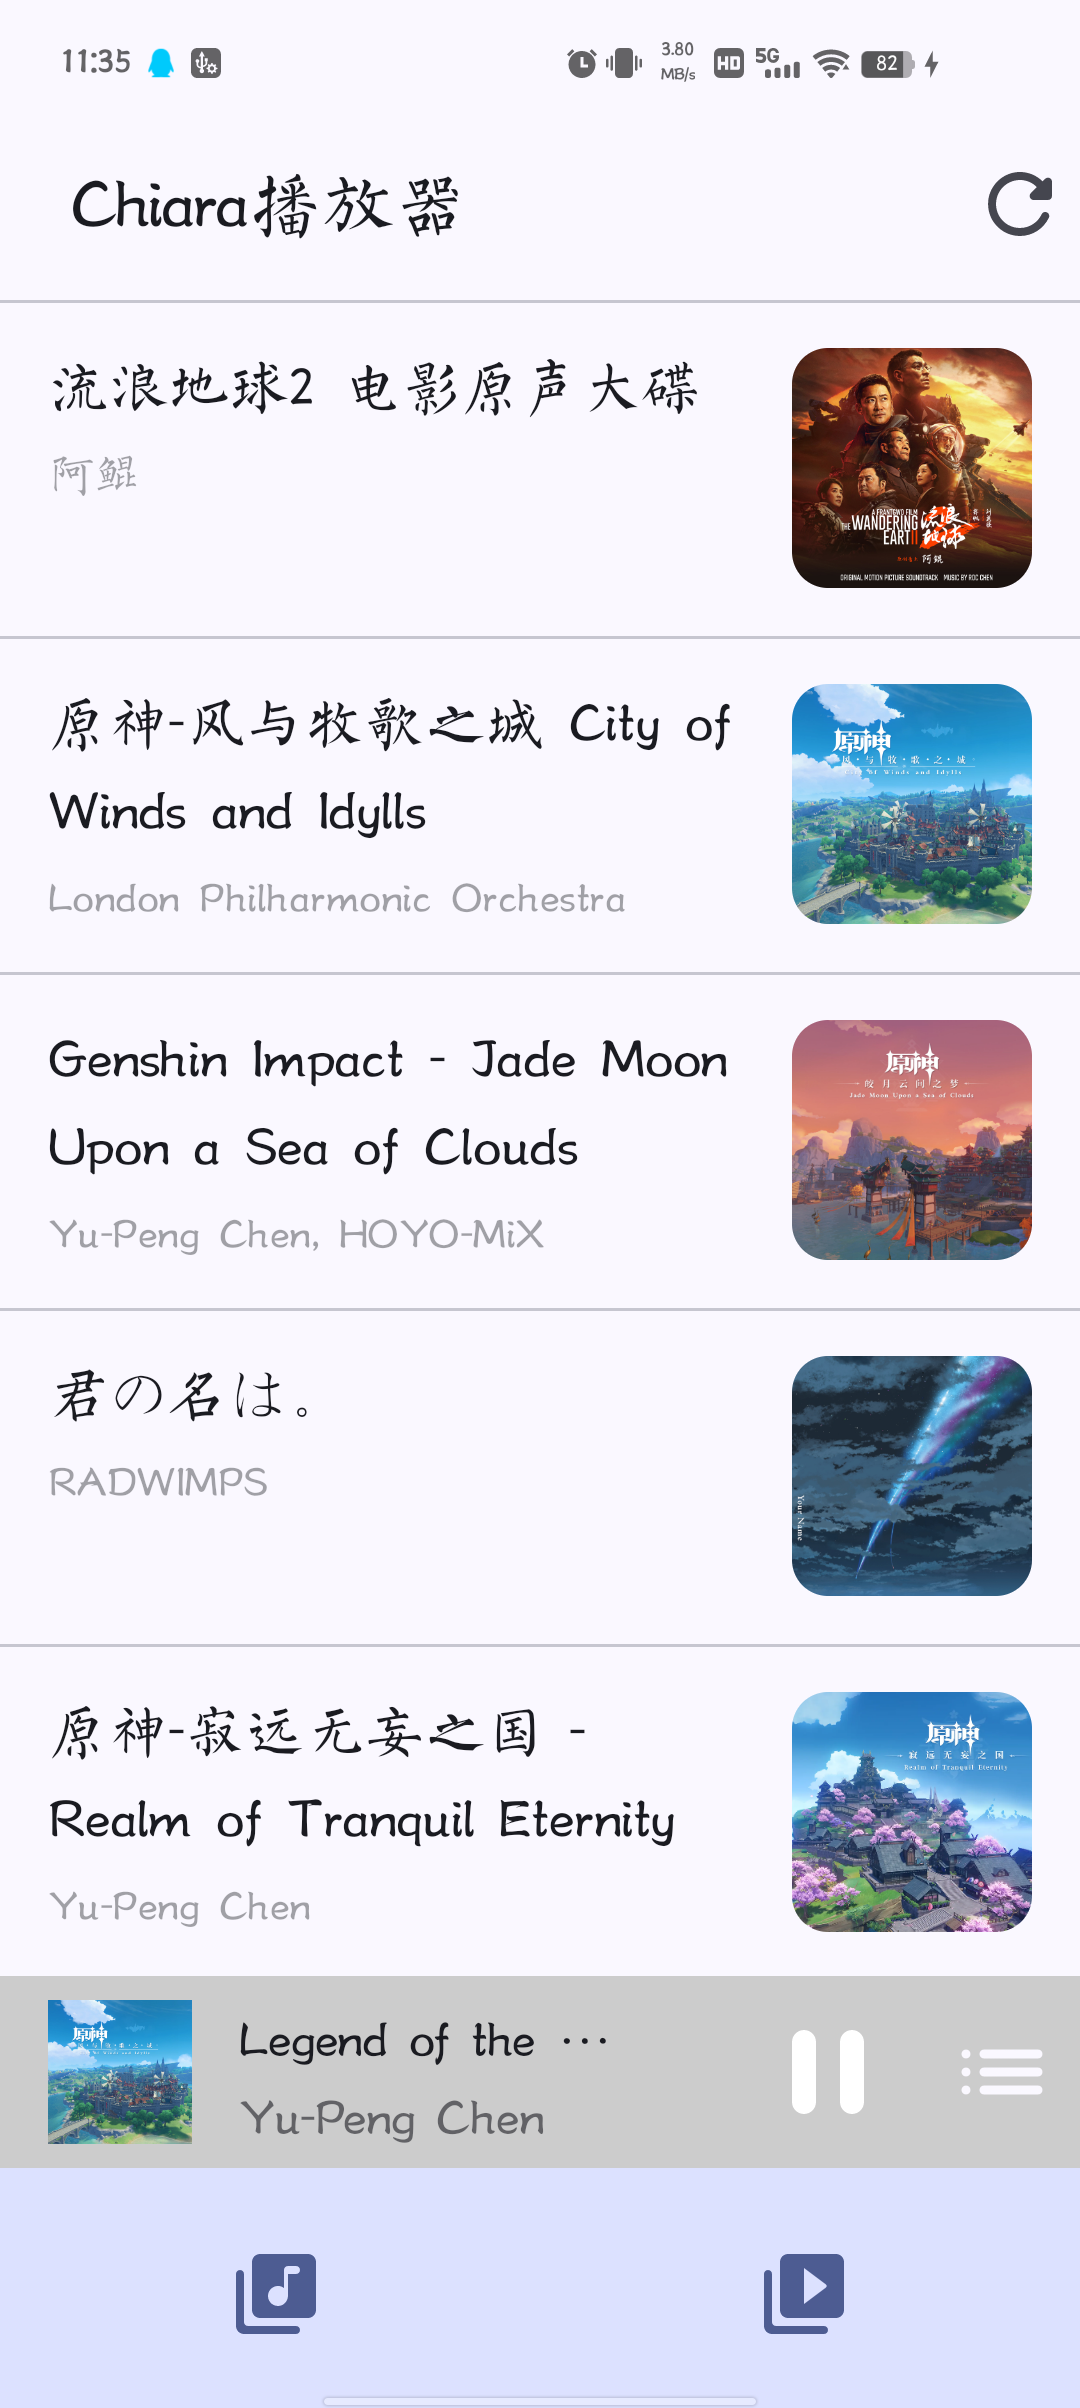 11:35
3.80
MB/s
HD
5G
82
Chiara播放器
流浪地球2 电影原声大碟
阿鲲
A FRANT GWO FILM
THE WANDERING
EARTH II
流浪
地球
阿鲲
ORIGINAL MOTION PICTURE SOUNDTRACK MUSIC BY ROC CHEN
原神-风与牧歌之城 City of
Winds and Idylls
London Philharmonic Orchestra
原神
风·与·牧·歌·之·城
City of Winds and Idylls
Genshin Impact - Jade Moon
Upon a Sea of Clouds
Yu-Peng Chen, HOYO-MiX
原神
皎月云间之梦
Jade Moon Upon a Sea of Clouds
君の名は。
RADWIMPS
Your Name
原神-寂远无妄之国 -
Realm of Tranquil Eternity
Yu-Peng Chen
原神
寂远无妄之国
Realm of Tranquil Eternity
原神
风·与·牧·歌·之·城
Legend of the ···
Yu-Peng Chen